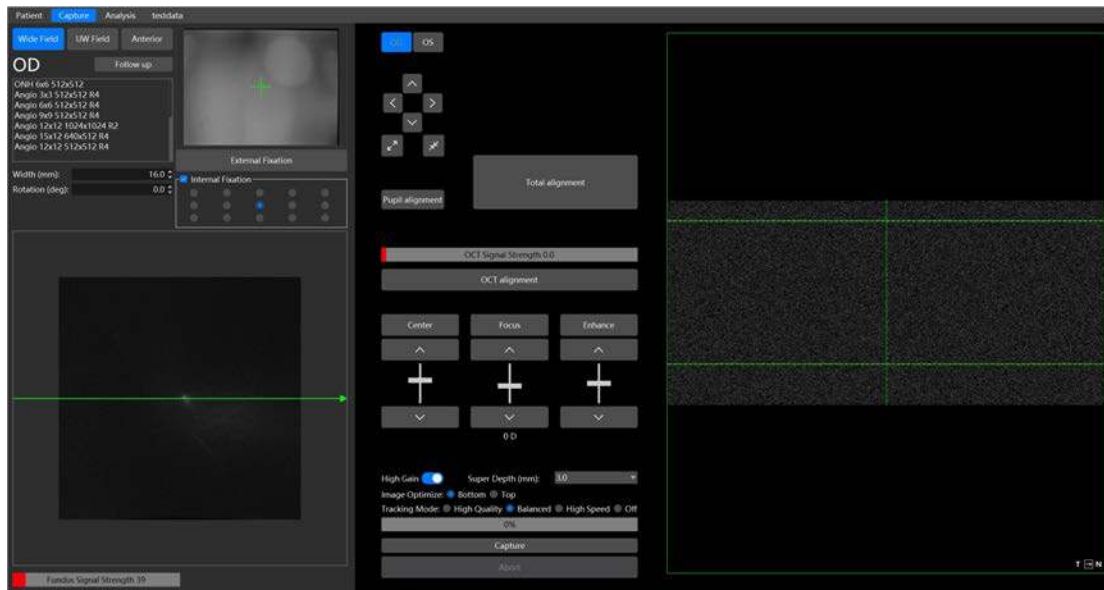 Patient Capture Analysis testdata
Wide Field UW Field Anterior
OD Follow up
ONH 6x6 512x512
Angio 3x3 512x512 R4
Angio 6x6 512x512 R4
Angio 9x9 512x512 R4
Angio 12x12 1024x1024 R2
Angio 15x12 640x512 R4
Angio 12x12 512x512 R4
Width (mm): 16.0
Rotation (deg): 0.0
External Fixation
Internal Fixation
Fundus Signal Strength 39
OD OS
Total alignment
Pupil alignment
OCT Signal Strength 0.0
OCT alignment
Center Focus Enhance
0 D
High Gain Super Depth (mm): 3.0
Image Optimize: Bottom Top
Tracking Mode: High Quality Balanced High Speed Off
0%
Capture
Abort
T N